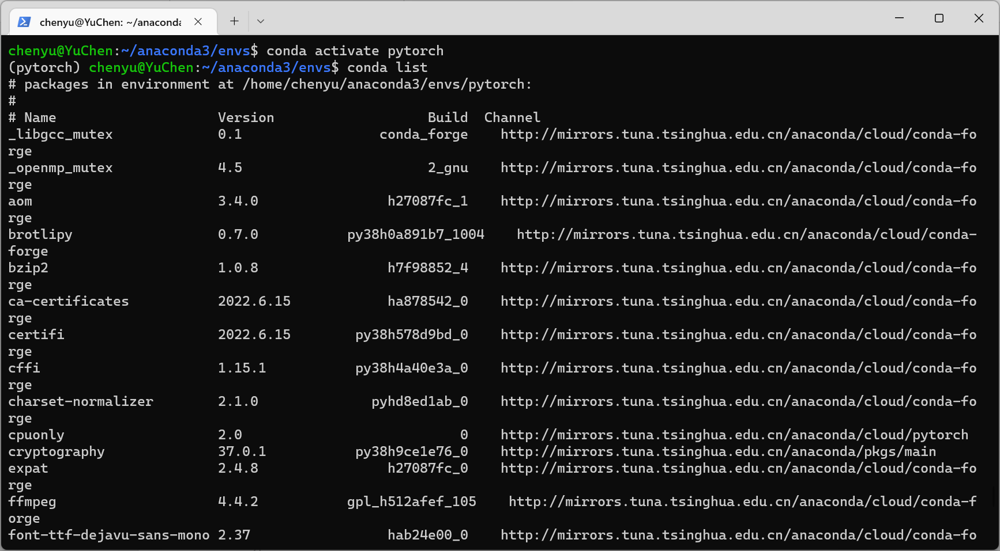 chenyu@YuChen: ~/anaconda
chenyu@YuChen:~/anaconda3/envs$ conda activate pytorch
(pytorch) chenyu@YuChen:~/anaconda3/envs$ conda list
# packages in environment at /home/chenyu/anaconda3/envs/pytorch:
#
# Name                    Version                   Build  Channel
_libgcc_mutex             0.1                 conda_forge    http://mirrors.tuna.tsinghua.edu.cn/anaconda/cloud/conda-fo
rge
_openmp_mutex             4.5                       2_gnu    http://mirrors.tuna.tsinghua.edu.cn/anaconda/cloud/conda-fo
rge
aom                       3.4.0                h27087fc_1    http://mirrors.tuna.tsinghua.edu.cn/anaconda/cloud/conda-fo
rge
brotlipy                  0.7.0           py38h0a891b7_1004    http://mirrors.tuna.tsinghua.edu.cn/anaconda/cloud/conda-
forge
bzip2                     1.0.8                h7f98852_4    http://mirrors.tuna.tsinghua.edu.cn/anaconda/cloud/conda-fo
rge
ca-certificates           2022.6.15            ha878542_0    http://mirrors.tuna.tsinghua.edu.cn/anaconda/cloud/conda-fo
rge
certifi                   2022.6.15        py38h578d9bd_0    http://mirrors.tuna.tsinghua.edu.cn/anaconda/cloud/conda-fo
rge
cffi                      1.15.1           py38h4a40e3a_0    http://mirrors.tuna.tsinghua.edu.cn/anaconda/cloud/conda-fo
rge
charset-normalizer        2.1.0              pyhd8ed1ab_0    http://mirrors.tuna.tsinghua.edu.cn/anaconda/cloud/conda-fo
rge
cpuonly                   2.0                           0    http://mirrors.tuna.tsinghua.edu.cn/anaconda/cloud/pytorch
cryptography              37.0.1           py38h9ce1e76_0    http://mirrors.tuna.tsinghua.edu.cn/anaconda/pkgs/main
expat                     2.4.8                h27087fc_0    http://mirrors.tuna.tsinghua.edu.cn/anaconda/cloud/conda-fo
rge
ffmpeg                    4.4.2           gpl_h512afef_105    http://mirrors.tuna.tsinghua.edu.cn/anaconda/cloud/conda-f
orge
font-ttf-dejavu-sans-mono 2.37                 hab24e00_0    http://mirrors.tuna.tsinghua.edu.cn/anaconda/cloud/conda-fo